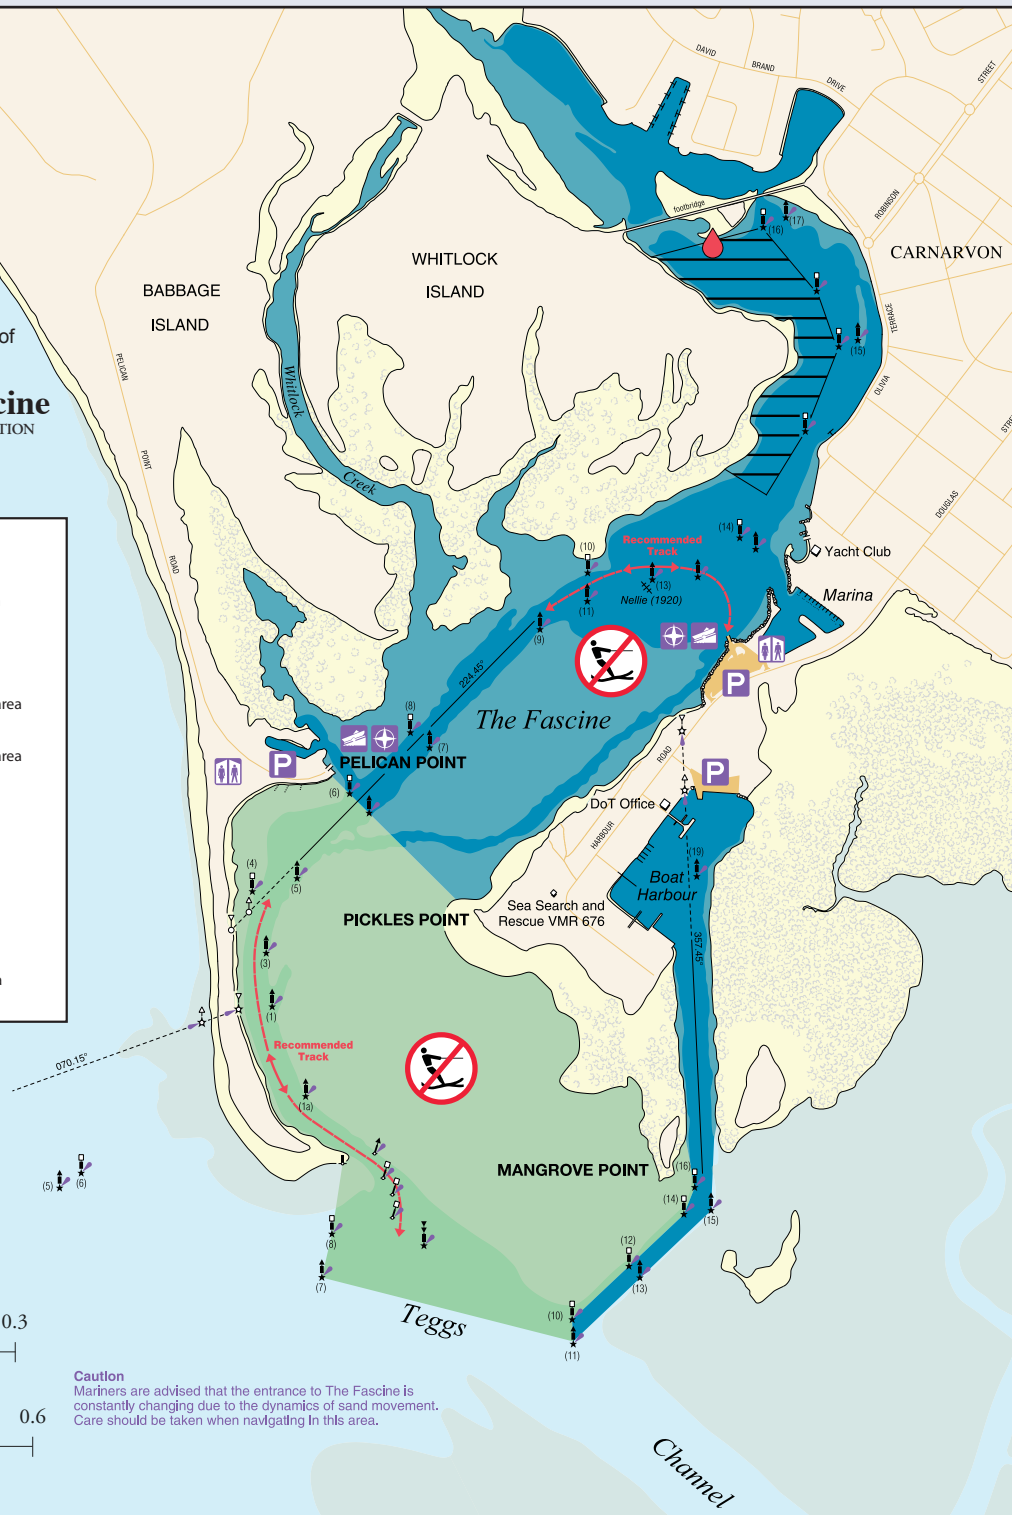 DAVID
BRAND
DRIVE
STREET
ROBINSON
footbridge
(16)
(17)
CARNARVON
WHITLOCK
ISLAND
BABBAGE
ISLAND
of
TERRACE
(15)
PELICAN
OLIVIA
cine
TION
Whitlock
POINT
Creek
DOUGLAS
(14)
Recommended
Track
(10)
Yacht Club
ROAD
(13)
Nellie (1920)
Marina
(11)
(9)
224.45°
P
area
(8)
The Fascine
(7)
area
PELICAN POINT
P
P
ROAD
(6)
DoT Office
HARBOUR
(19)
(4)
(5)
Boat
Harbour
Sea Search and
Rescue VMR 676
PICKLES POINT
357.45°
(3)
(1)
Recommended
Track
070.15°
(1a)
(5)
(6)
MANGROVE POINT
(16)
(14)
(15)
(8)
(12)
(7)
(13)
(10)
Teggs
(11)
0.3
Caution
Mariners are advised that the entrance to The Fascine is
constantly changing due to the dynamics of sand movement.
Care should be taken when navigating in this area.
0.6
Channel